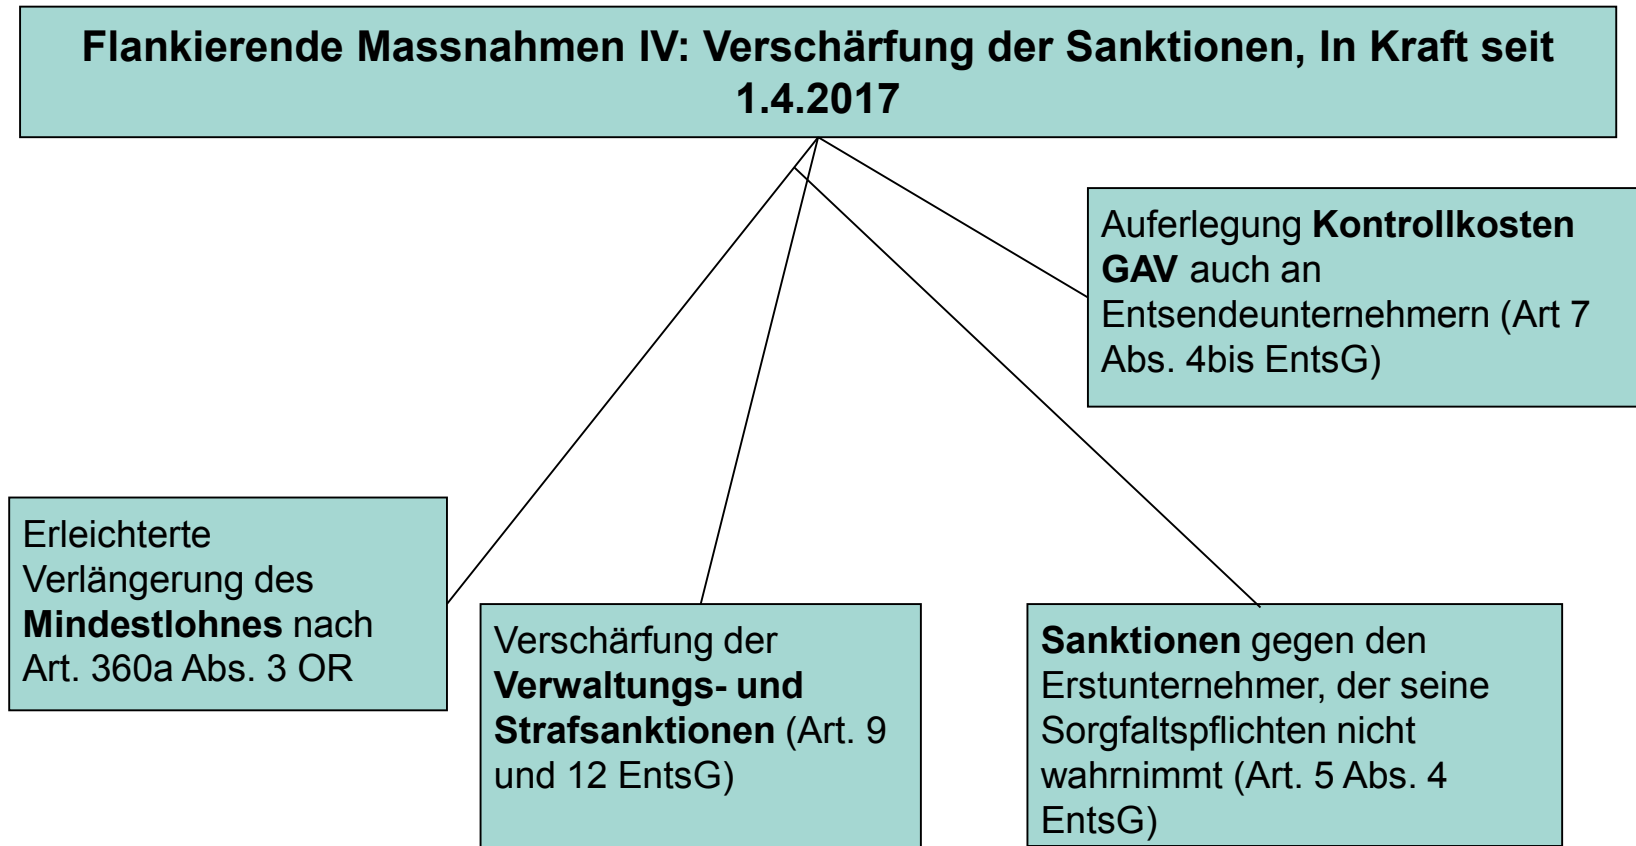 Flankierende Massnahmen IV: Verschärfung der Sanktionen, In Kraft seit
1.4.2017
Auferlegung Kontrollkosten
GAV auch an
Entsendeunternehmern (Art 7
Abs. 4bis EntsG)
Erleichterte
Verlängerung des
Mindestlohnes nach
Art. 360a Abs. 3 OR
Verschärfung der
Verwaltungs- und
Strafsanktionen (Art. 9
und 12 EntsG)
Sanktionen gegen den
Erstunternehmer, der seine
Sorgfaltspflichten nicht
wahrnimmt (Art. 5 Abs. 4
EntsG)